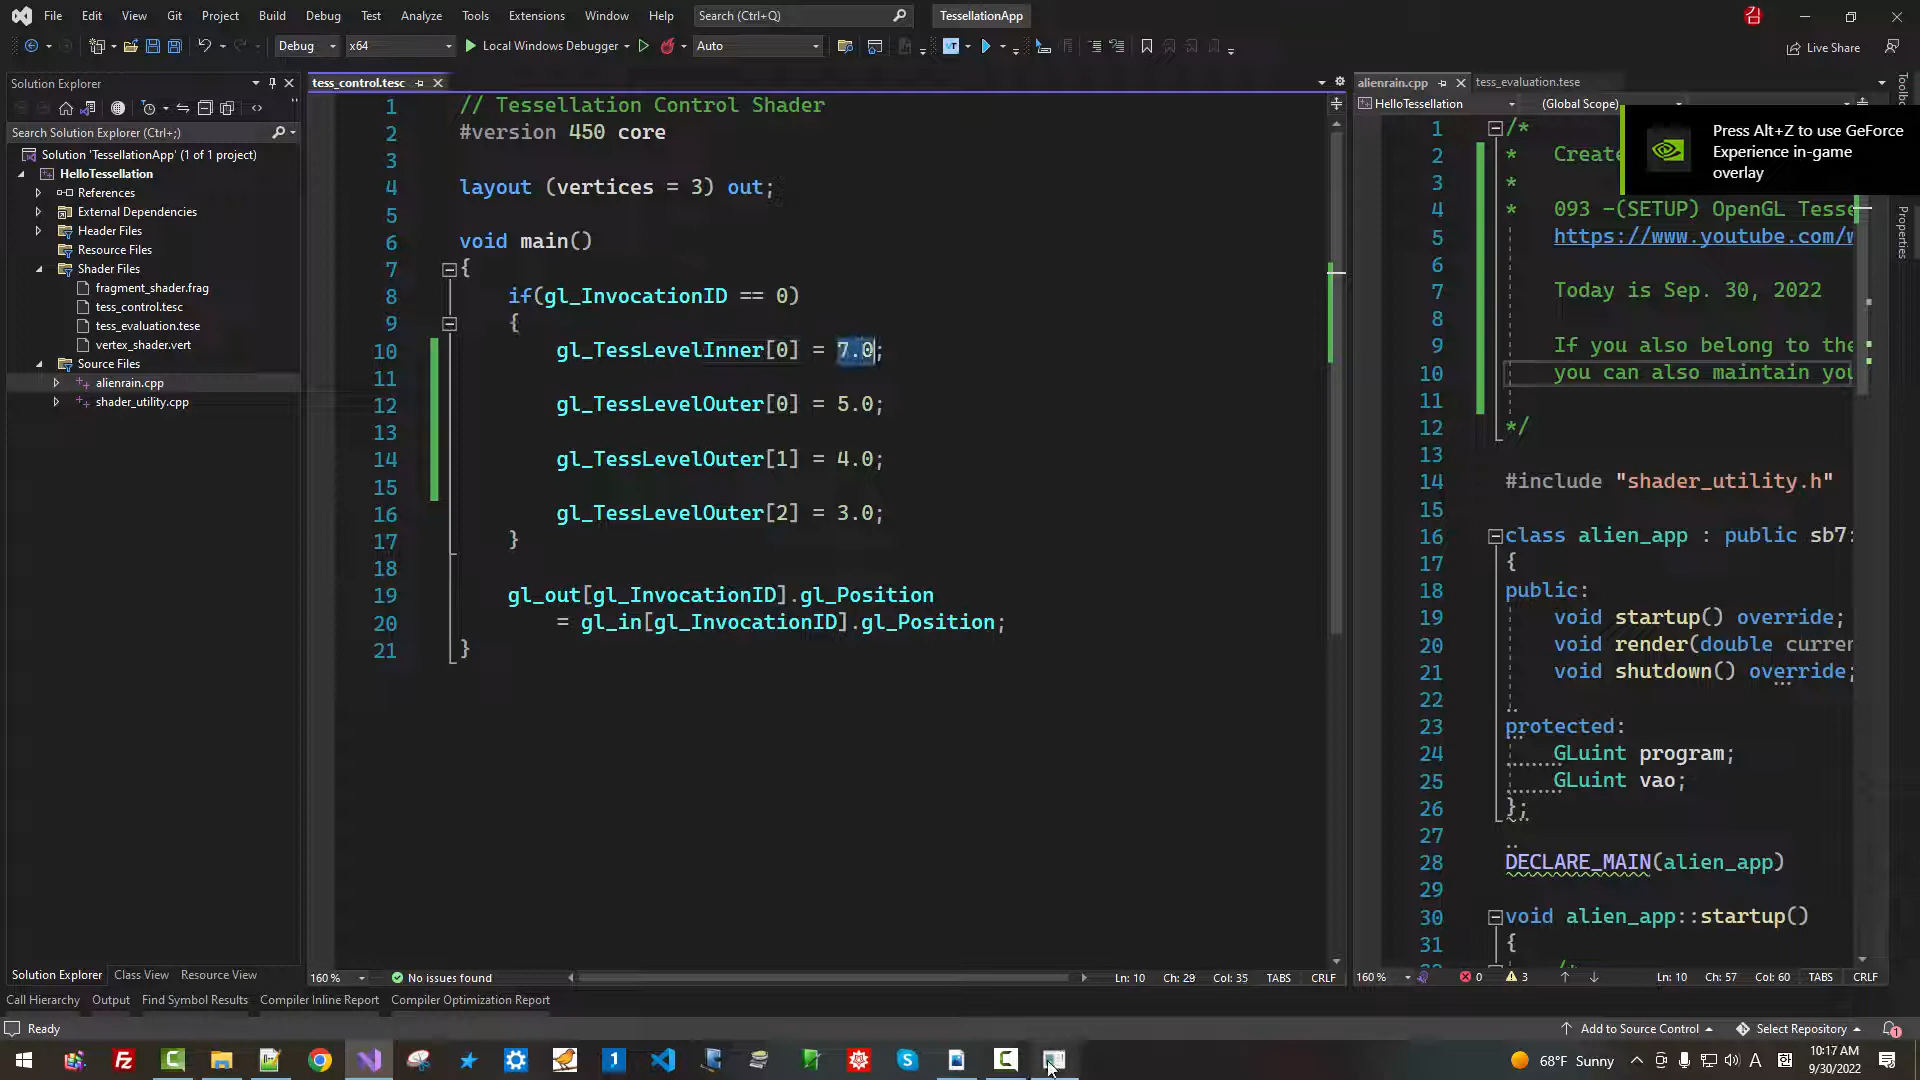 File Edit View Git Project Build Debug Test Analyze Tools Extensions Window Help Search (Ctrl+Q) TessellationApp
Debug x64 Local Windows Debugger Auto Live Share
Solution Explorer
Search Solution Explorer (Ctrl+;)
Solution 'TessellationApp' (1 of 1 project)
HelloTessellation
References
External Dependencies
Header Files
Resource Files
Shader Files
fragment_shader.frag
tess_control.tesc
tess_evaluation.tese
vertex_shader.vert
Source Files
alienrain.cpp
shader_utility.cpp
Solution Explorer Class View Resource View
tess_control.tesc
1 // Tessellation Control Shader
2 #version 450 core
3
4 layout (vertices = 3) out;
5
6 void main()
7 {
8 if(gl_InvocationID == 0)
9 {
10 gl_TessLevelInner[0] = 7.0;
11
12 gl_TessLevelOuter[0] = 5.0;
13
14 gl_TessLevelOuter[1] = 4.0;
15
16 gl_TessLevelOuter[2] = 3.0;
17 }
18
19 gl_out[gl_InvocationID].gl_Position
20 = gl_in[gl_InvocationID].gl_Position;
21 }
160 % No issues found Ln: 10 Ch: 29 Col: 35 TABS CRLF
alienrain.cpp tess_evaluation.tese
HelloTessellation (Global Scope)
Press Alt+Z to use GeForce
Experience in-game
overlay
1 /*
2 * Create
3 *
4 * 093 -(SETUP) OpenGL Tess
5 https://www.youtube.com/w
6
7 Today is Sep. 30, 2022
8
9 If you also belong to the
10 you can also maintain you
11
12 */
13
14 #include "shader_utility.h"
15
16 class alien_app : public sb7:
17 {
18 public:
19 void startup() override;
20 void render(double curren
21 void shutdown() override;
22
23 protected:
24 GLuint program;
25 GLuint vao;
26 };
27
28 DECLARE_MAIN(alien_app)
29
30 void alien_app::startup()
31 {
160 % 0 3 Ln: 10 Ch: 57 Col: 60 TABS CRLF
Toolbo
Properties
Call Hierarchy Output Find Symbol Results Compiler Inline Report Compiler Optimization Report
Ready Add to Source Control Select Repository 1
68°F Sunny A 10:17 AM
9/30/2022